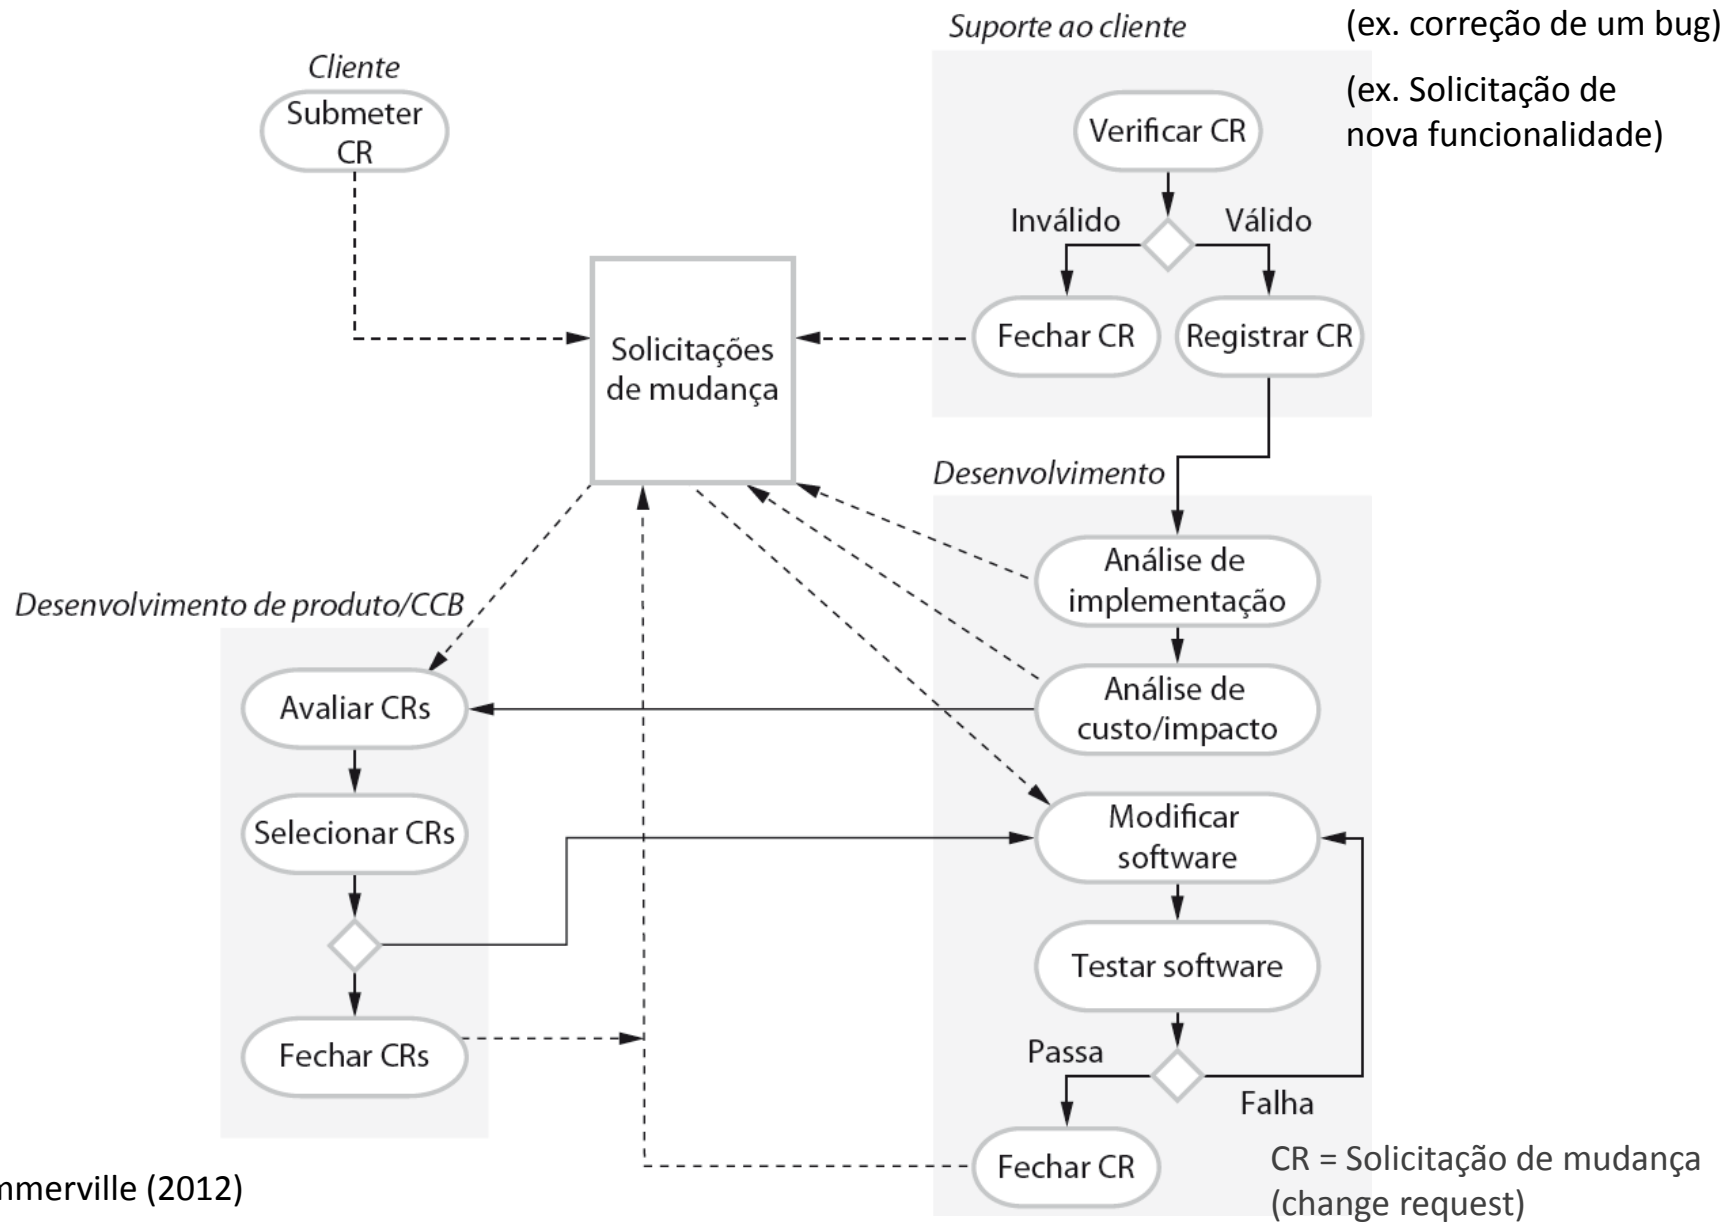 Suporte ao cliente
(ex. correção de um bug)
Cliente
(ex. Solicitação de
nova funcionalidade)
Submeter
CR
Verificar CR
Inválido
Válido
Fechar CR
Registrar CR
Solicitações
de mudança
Desenvolvimento
Análise de
implementação
Desenvolvimento de produto/CCB
Avaliar CRs
Análise de
custo/impacto
Selecionar CRs
Modificar
software
Testar software
Fechar CRs
Passa
Falha
Fechar CR
CR = Solicitação de mudança
(change request)
mmerville (2012)